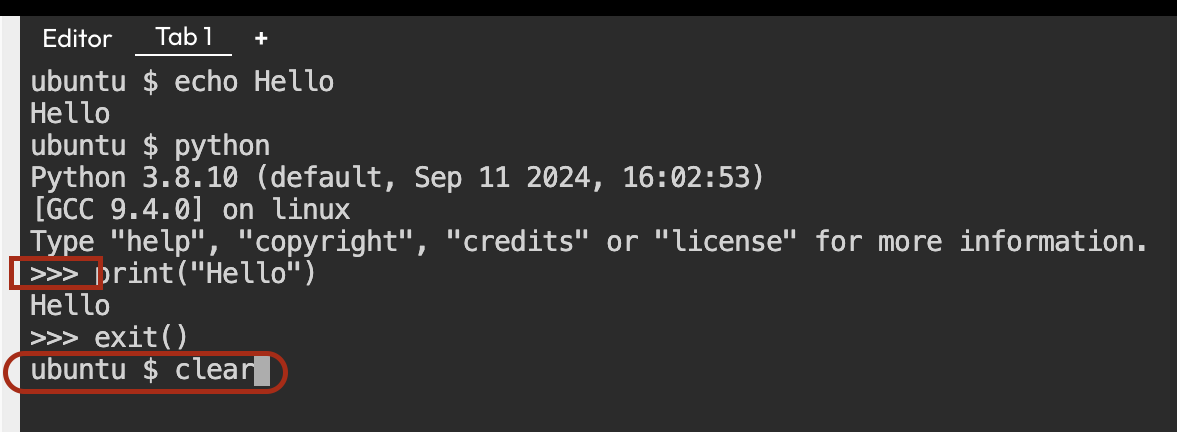 Editor Tab 1 +
ubuntu $ echo Hello
Hello
ubuntu $ python
Python 3.8.10 (default, Sep 11 2024, 16:02:53)
[GCC 9.4.0] on linux
Type "help", "copyright", "credits" or "license" for more information.
>>> print("Hello")
Hello
>>> exit()
ubuntu $ clear